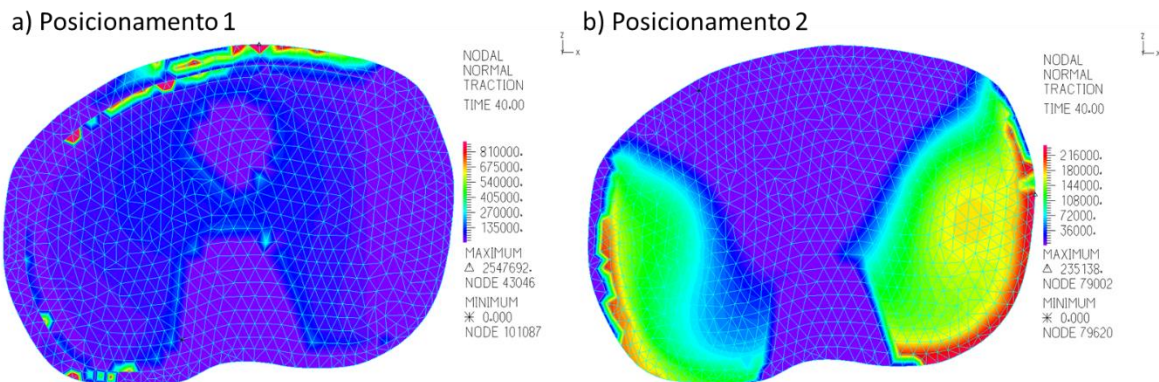 a) Posicionamento 1
z
x
NODAL
NORMAL
TRACTION
TIME 40.00
810000.
675000.
540000.
405000.
270000.
135000.
MAXIMUM
Δ 2547692.
NODE 43046
MINIMUM
* 0.000
NODE 101087
b) Posicionamento 2
z
x
NODAL
NORMAL
TRACTION
TIME 40.00
216000.
180000.
144000.
108000.
72000.
36000.
MAXIMUM
Δ 235138.
NODE 79002
MINIMUM
* 0.000
NODE 79620